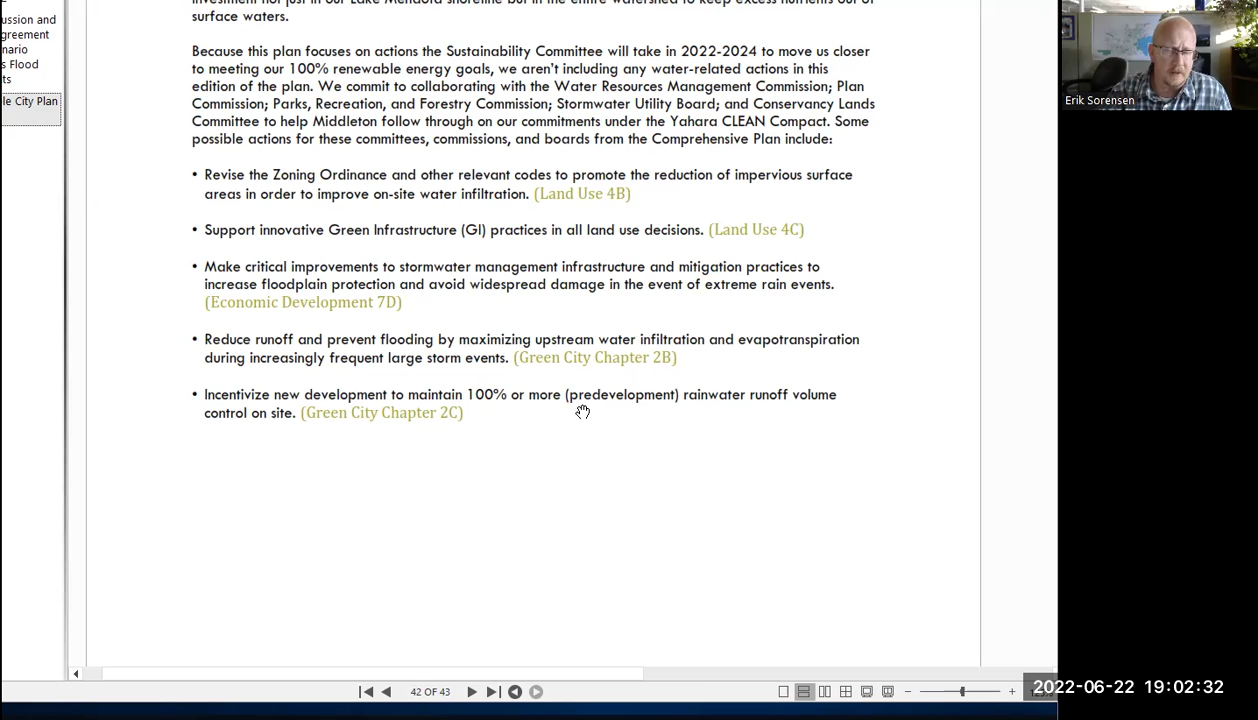 investment not just in our Lake Mendota shoreline but in the entire watershed to keep excess nutrients out of
surface waters.
Because this plan focuses on actions the Sustainability Committee will take in 2022-2024 to move us closer
to meeting our 100% renewable energy goals, we aren't including any water-related actions in this
edition of the plan. We commit to collaborating with the Water Resources Management Commission; Plan
Commission; Parks, Recreation, and Forestry Commission; Stormwater Utility Board; and Conservancy Lands
Committee to help Middleton follow through on our commitments under the Yahara CLEAN Compact. Some
possible actions for these committees, commissions, and boards from the Comprehensive Plan include:
• Revise the Zoning Ordinance and other relevant codes to promote the reduction of impervious surface
areas in order to improve on-site water infiltration. (Land Use 4B)
• Support innovative Green Infrastructure (GI) practices in all land use decisions. (Land Use 4C)
• Make critical improvements to stormwater management infrastructure and mitigation practices to
increase floodplain protection and avoid widespread damage in the event of extreme rain events.
(Economic Development 7D)
• Reduce runoff and prevent flooding by maximizing upstream water infiltration and evapotranspiration
during increasingly frequent large storm events. (Green City Chapter 2B)
• Incentivize new development to maintain 100% or more (predevelopment) rainwater runoff volume
control on site. (Green City Chapter 2C)
ussion and
greement
nario
s Flood
ts
le City Plan
Erik Sorensen
42 OF 43
2022-06-22 19:02:32